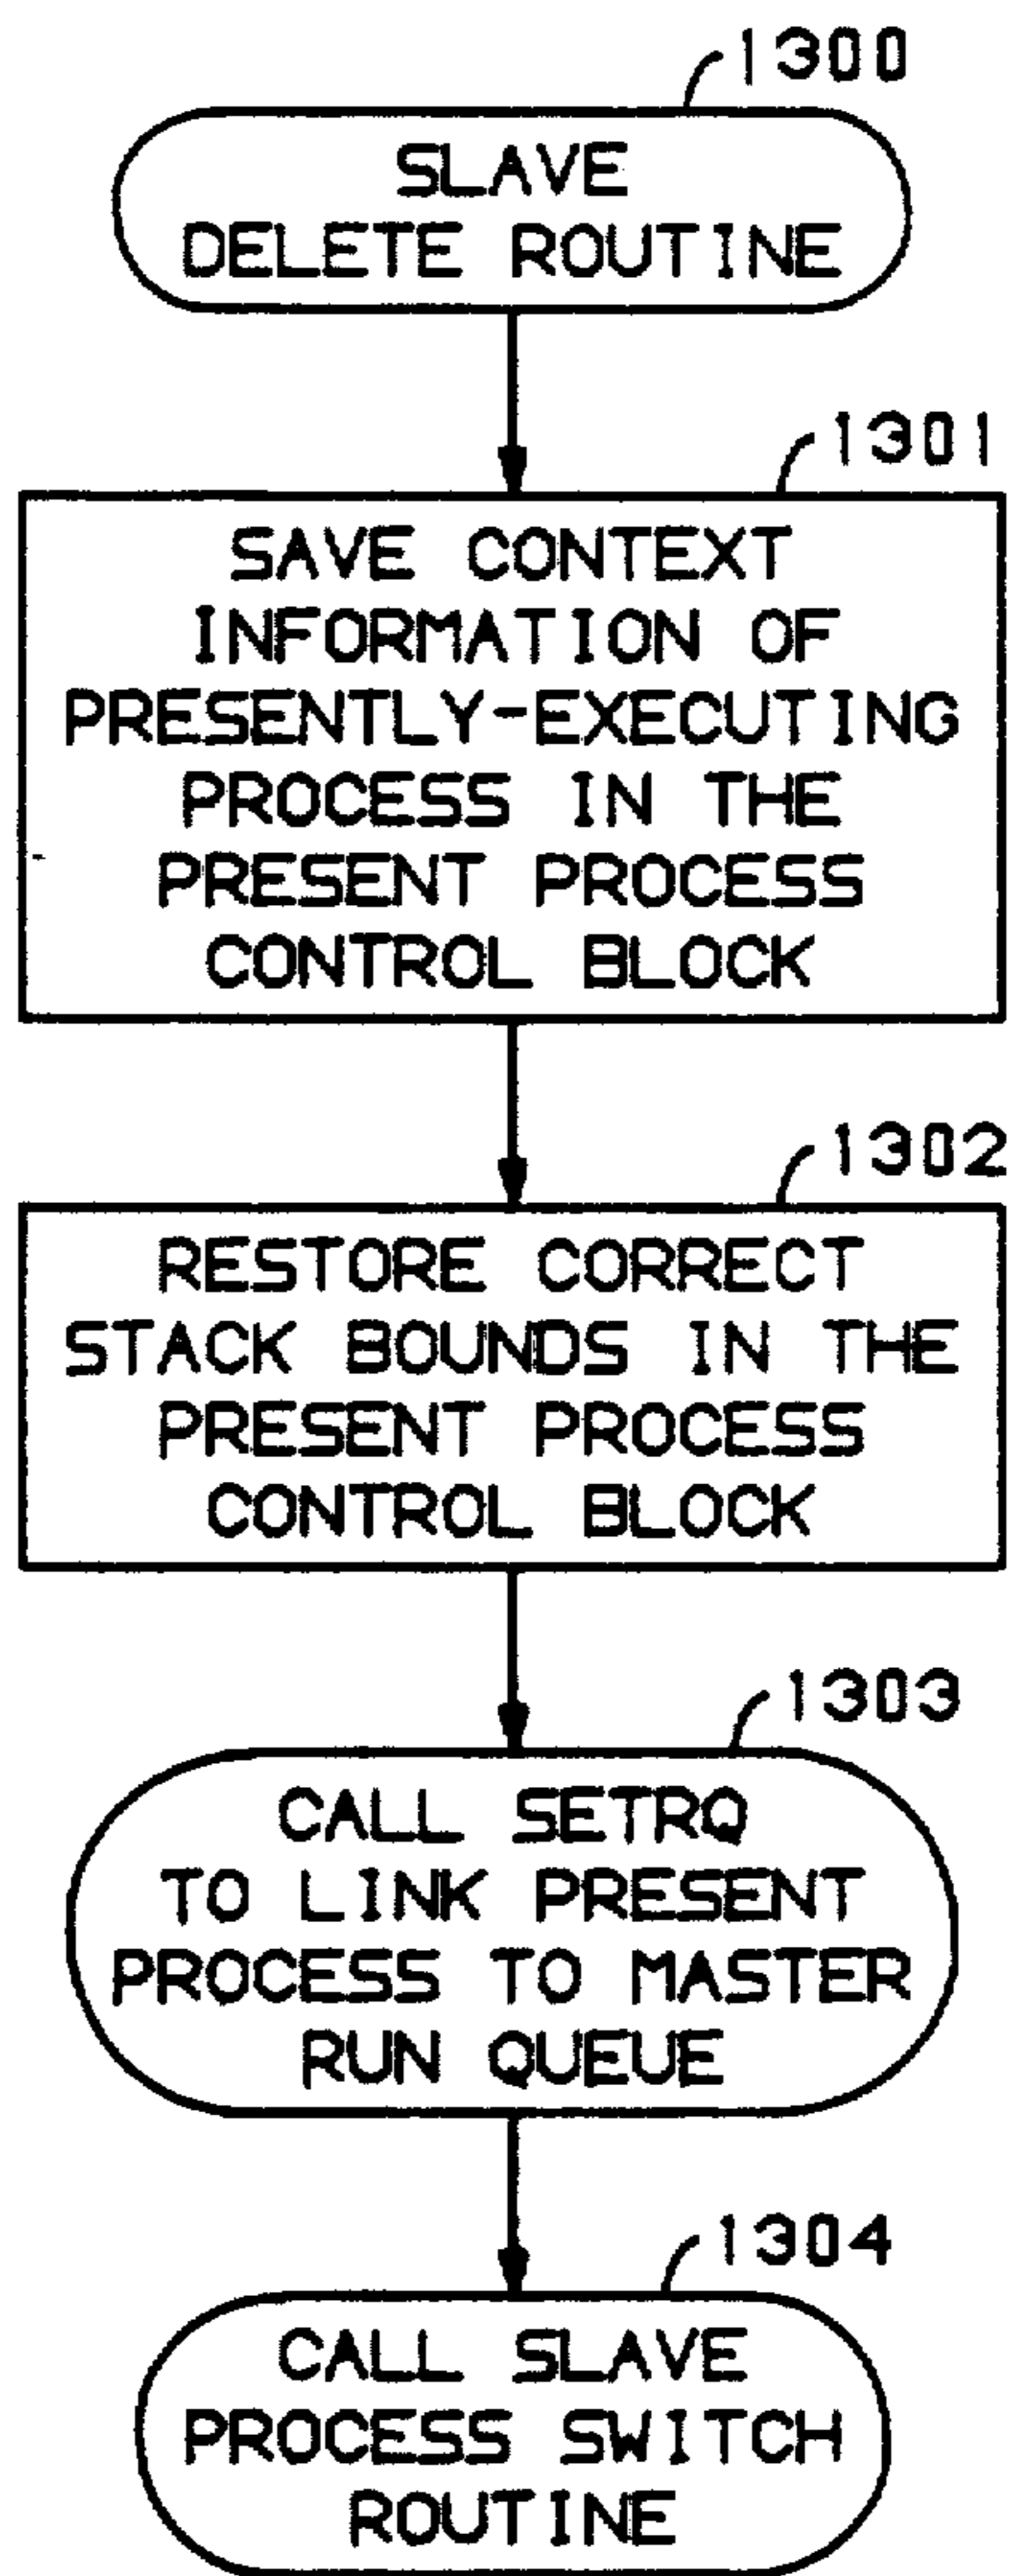 1300
SLAVE
DELETE ROUTINE
1301
SAVE CONTEXT
INFORMATION OF
PRESENTLY-EXECUTING
PROCESS IN THE
PRESENT PROCESS
CONTROL BLOCK
1302
RESTORE CORRECT
STACK BOUNDS IN THE
PRESENT PROCESS
CONTROL BLOCK
1303
CALL SETRQ
TO LINK PRESENT
PROCESS TO MASTER
RUN QUEUE
1304
CALL SLAVE
PROCESS SWITCH
ROUTINE